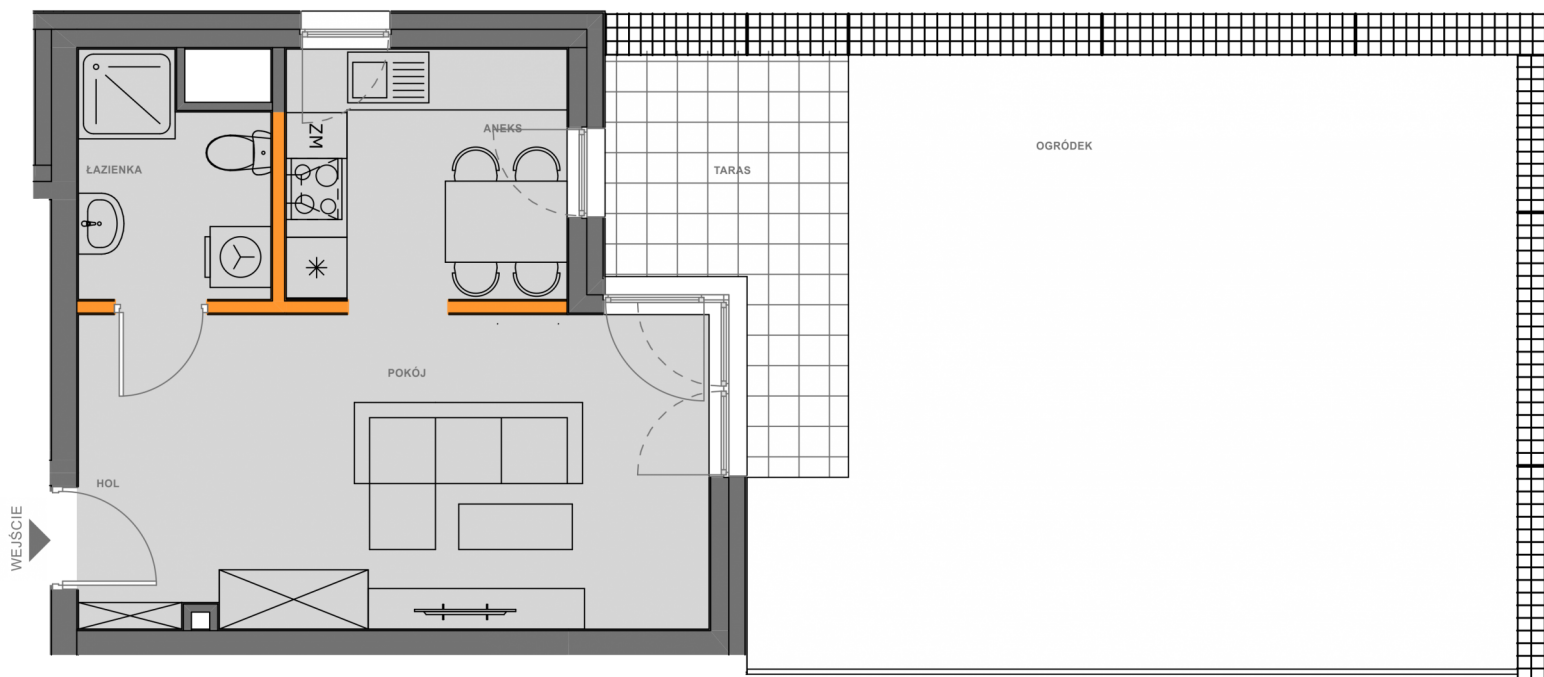 ZM
ANEKS
OGRÓDEK
ŁAZIENKA
TARAS
POKÓJ
HOL
WEJŚCIE